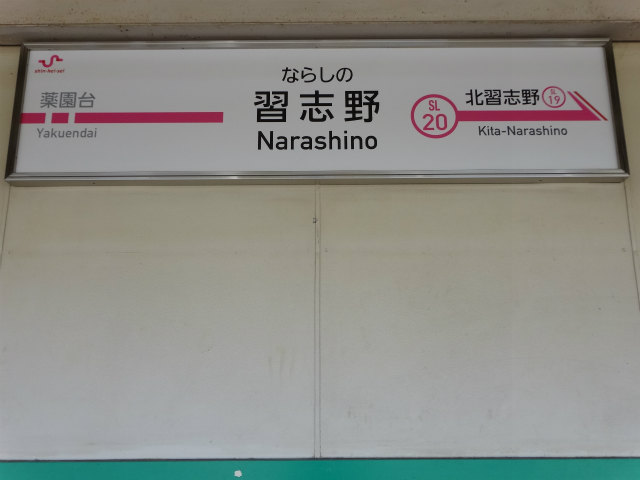 shin-kei-sei
薬園台
Yakuendai
ならしの
習志野
Narashino
SL
20
北習志野
SL
19
Kita-Narashino